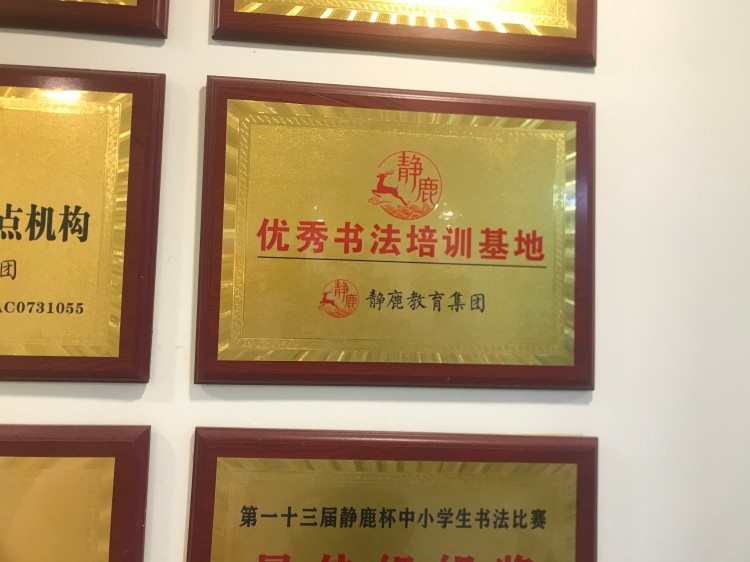 点机构
团
AC0731055
静鹿
优秀书法培训基地
静鹿 静鹿教育集团
第一十三届静鹿杯中小学生书法比赛